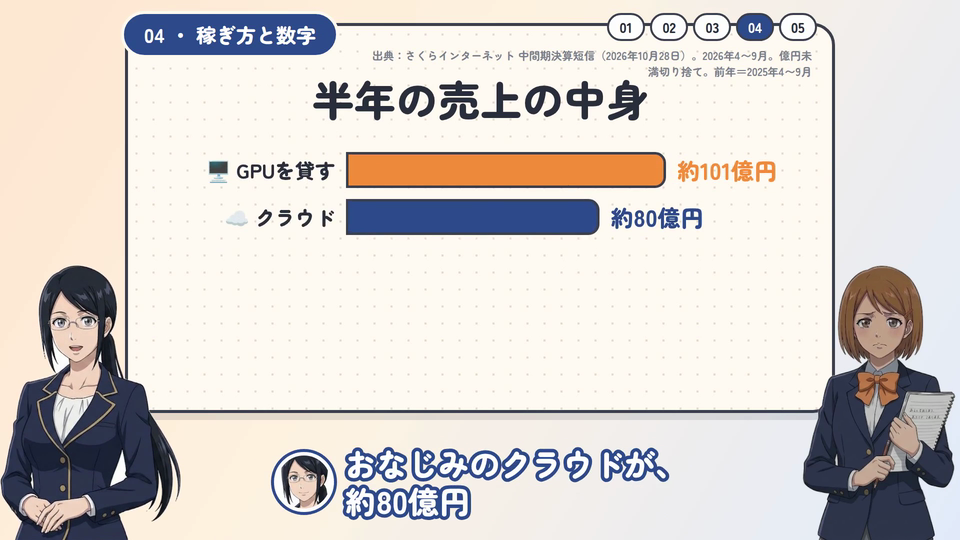 04 ・ 稼ぎ方と数字
01 02 03 04 05
出典：さくらインターネット 中間期決算短信（2026年10月28日）。2026年4〜9月。億円未
満切り捨て。前年＝2025年4〜9月
半年の売上の中身
GPUを貸す 約101億円
クラウド 約80億円
おなじみのクラウドが、
約80億円